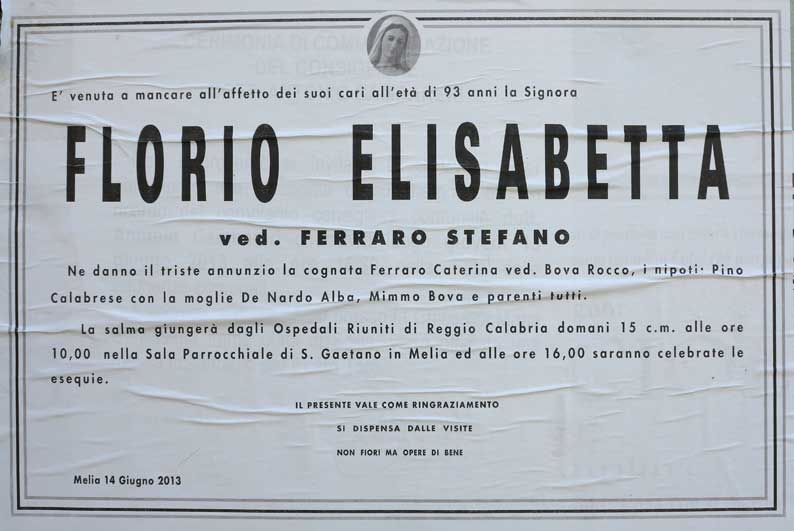 E' venuta a mancare all'affetto dei suoi cari all'età di 93 anni la Signora
FLORIO ELISABETTA
ved. FERRARO STEFANO
Ne danno il triste annunzio la cognata Ferraro Caterina ved. Bova Rocco, i nipoti: Pino
Calabrese con la moglie De Nardo Alba, Mimmo Bova e parenti tutti.
La salma giungerà dagli Ospedali Riuniti di Reggio Calabria domani 15 c.m. alle ore
10,00 nella Sala Parrocchiale di S. Gaetano in Melia ed alle ore 16,00 saranno celebrate le
esequie.
IL PRESENTE VALE COME RINGRAZIAMENTO
SI DISPENSA DALLE VISITE
NON FIORI MA OPERE DI BENE
Melia 14 Giugno 2013